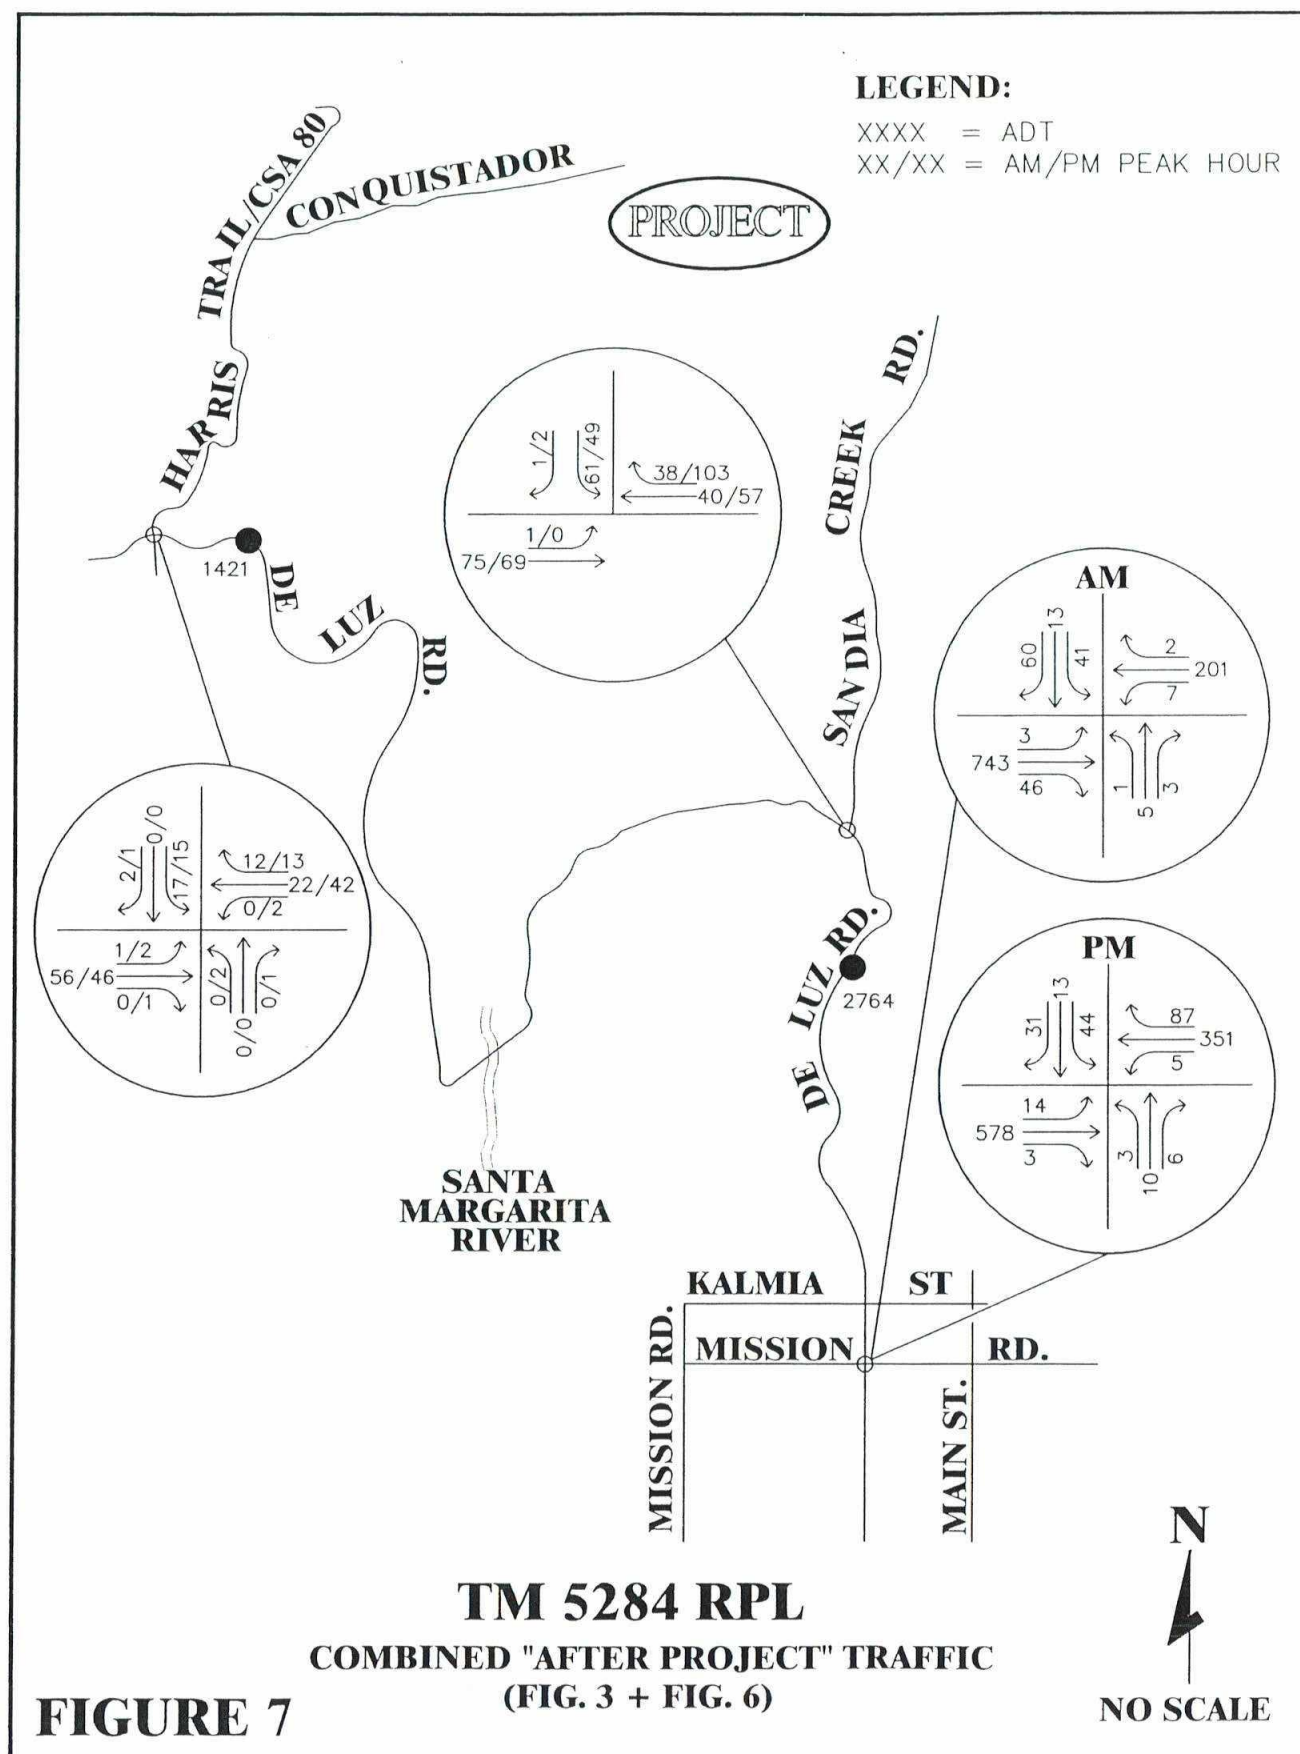 LEGEND:
XXXX = ADT
XX/XX = AM/PM PEAK HOUR
HARRIS TRAIL/CSA 80
CONQUISTADOR
PROJECT
SANDIA CREEK RD.
1/2
61/49
38/103
40/57
1/0
75/69
1421
DE LUZ RD.
AM
60
13
41
2
201
7
3
743
46
1
5
3
2/1
0/0
17/15
12/13
22/42
0/2
1/2
56/46
0/1
0/2
0/0
0/1
DE LUZ RD.
2764
PM
31
13
44
87
351
5
14
578
3
3
10
6
SANTA
MARGARITA
RIVER
KALMIA ST
MISSION RD.
MISSION RD.
MAIN ST.
N
NO SCALE
TM 5284 RPL
COMBINED "AFTER PROJECT" TRAFFIC
(FIG. 3 + FIG. 6)
FIGURE 7